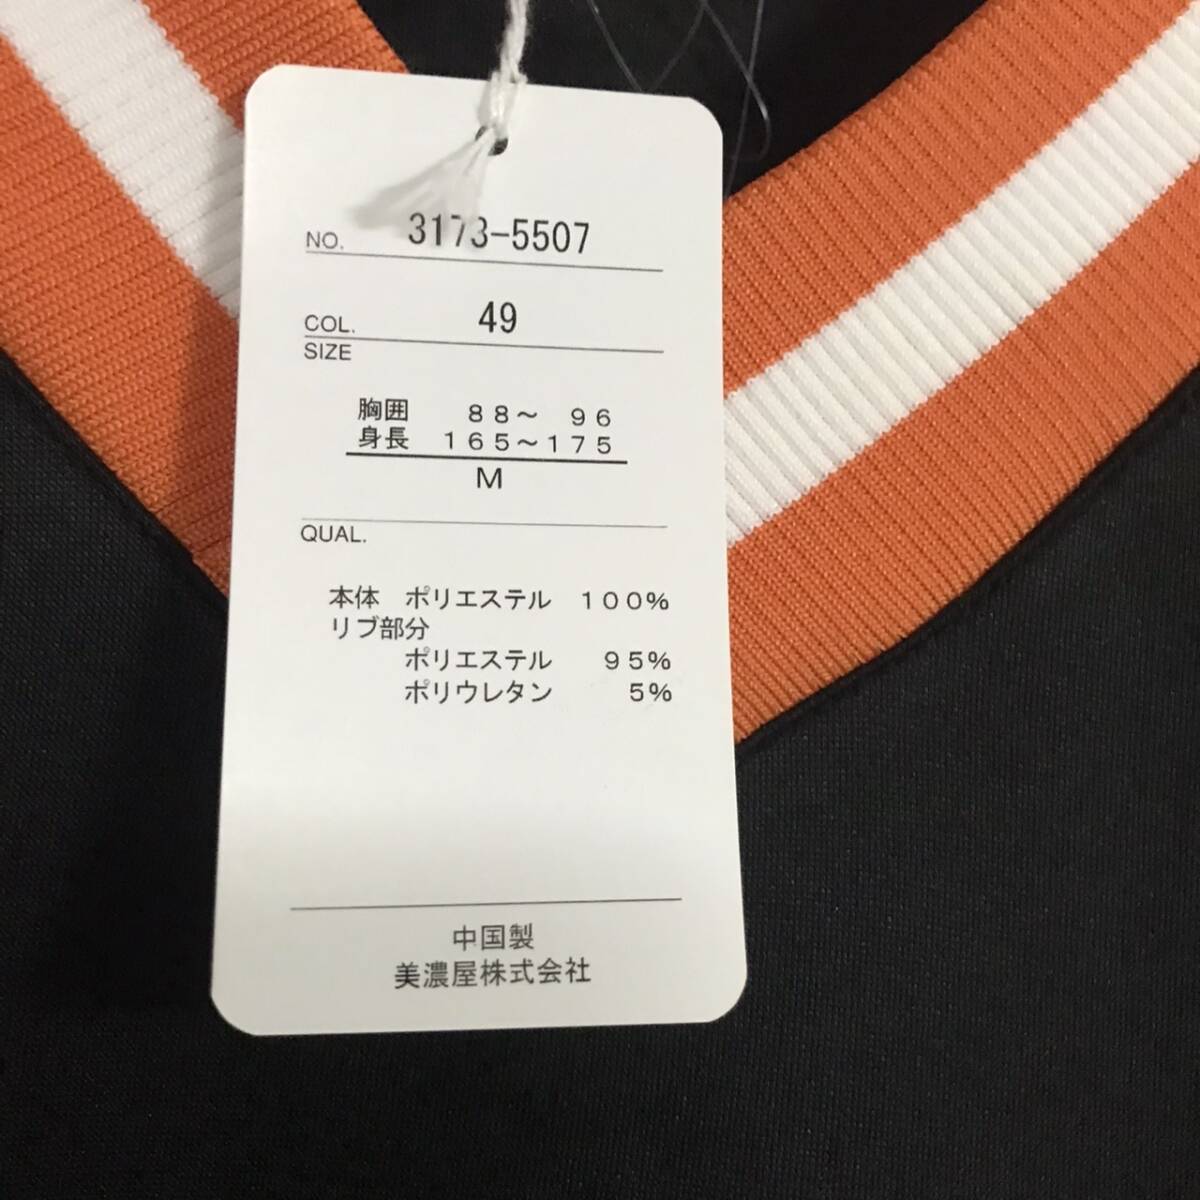 NO. 3173-5507
COL. 49
SIZE
胸囲 88～ 96
身長 165～175
M
QUAL.
本体 ポリエステル 100%
リブ部分
ポリエステル 95%
ポリウレタン 5%
中国製
美濃屋株式会社